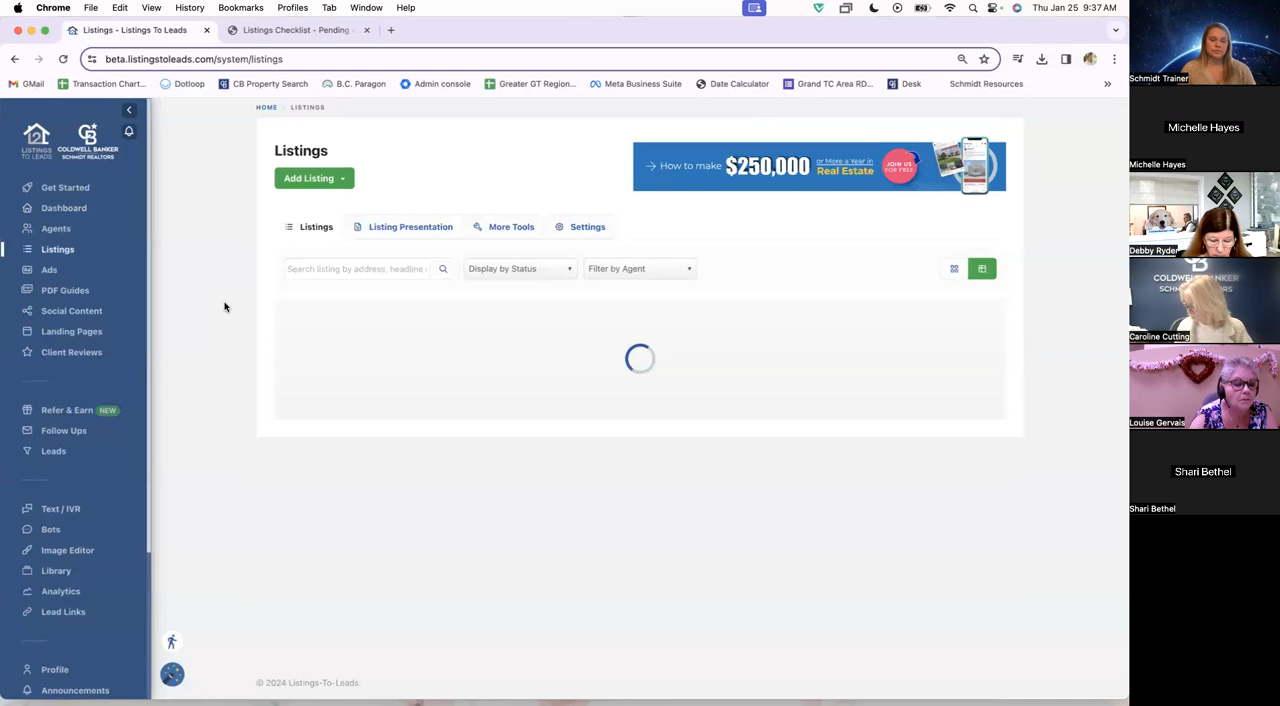 Chrome File Edit View History Bookmarks Profiles Tab Window Help Thu Jan 25 9:37 AM
Listings - Listings To Leads
Listings Checklist - Pending
beta.listingstoleads.com/system/listings
GMail Transaction Chart... Dotloop CB Property Search B.C. Paragon Admin console Greater GT Region... Meta Business Suite Date Calculator Grand TC Area RD... Desk Schmidt Resources
LISTINGS
TO LEADS
COLDWELL BANKER
SCHMIDT REALTORS
Get Started
Dashboard
Agents
Listings
Ads
PDF Guides
Social Content
Landing Pages
Client Reviews
Refer & Earn NEW
Follow Ups
Leads
Text / IVR
Bots
Image Editor
Library
Analytics
Lead Links
Profile
Announcements
HOME LISTINGS
Listings
Add Listing
How to make $250,000 or More a Year in
Real Estate
JOIN US
FOR FREE
Listings Listing Presentation More Tools Settings
Search listing by address, headline
Display by Status
Filter by Agent
© 2024 Listings-To-Leads.
Schmidt Trainer
Michelle Hayes
Michelle Hayes
Debby Ryder
COLDWELL BANKER
Caroline Cutting
Louise Gervais
Shari Bethel
Shari Bethel